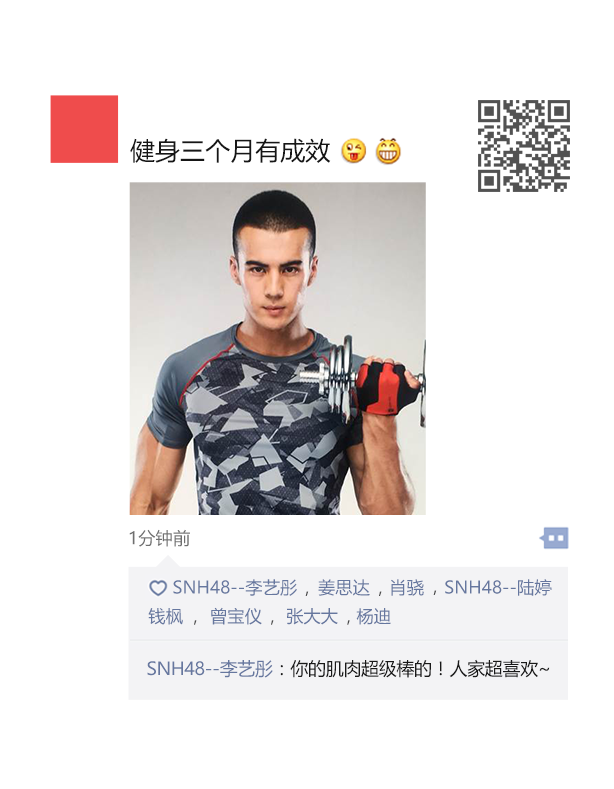 健身三个月有成效 😜 😁
1分钟前
SNH48--李艺彤 , 姜思达 , 肖骁 , SNH48--陆婷
钱枫 , 曾宝仪 , 张大大 , 杨迪
SNH48--李艺彤：你的肌肉超级棒的！人家超喜欢~